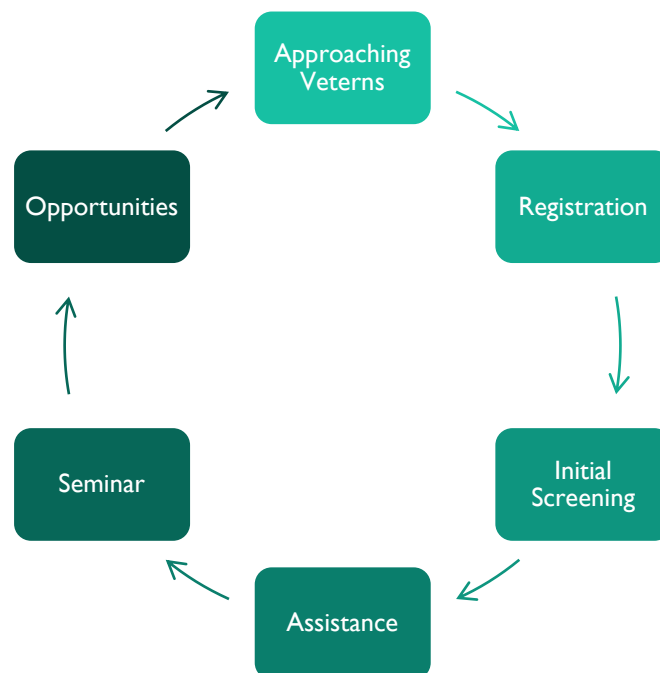 Approaching
Veterns
Registration
Initial
Screening
Assistance
Seminar
Opportunities